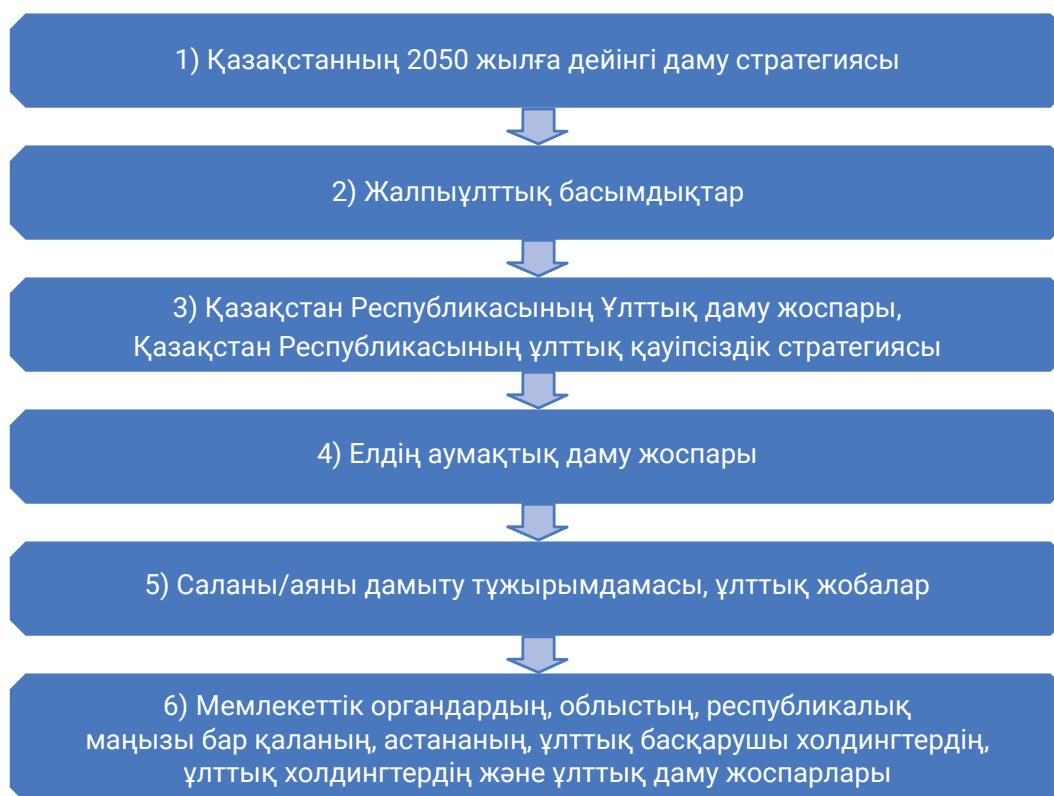 1) Қазақстанның 2050 жылға дейінгі даму стратегиясы
2) Жалпыұлттық басымдықтар
3) Қазақстан Республикасының Ұлттық даму жоспары,
Қазақстан Республикасының ұлттық қауіпсіздік стратегиясы
4) Елдің аумақтық даму жоспары
5) Саланы/аяны дамыту тұжырымдамасы, ұлттық жобалар
6) Мемлекеттік органдардың, облыстың, республикалық
маңызы бар қаланың, астананың, ұлттық басқарушы холдингтердің,
ұлттық холдингтердің және ұлттық даму жоспарлары